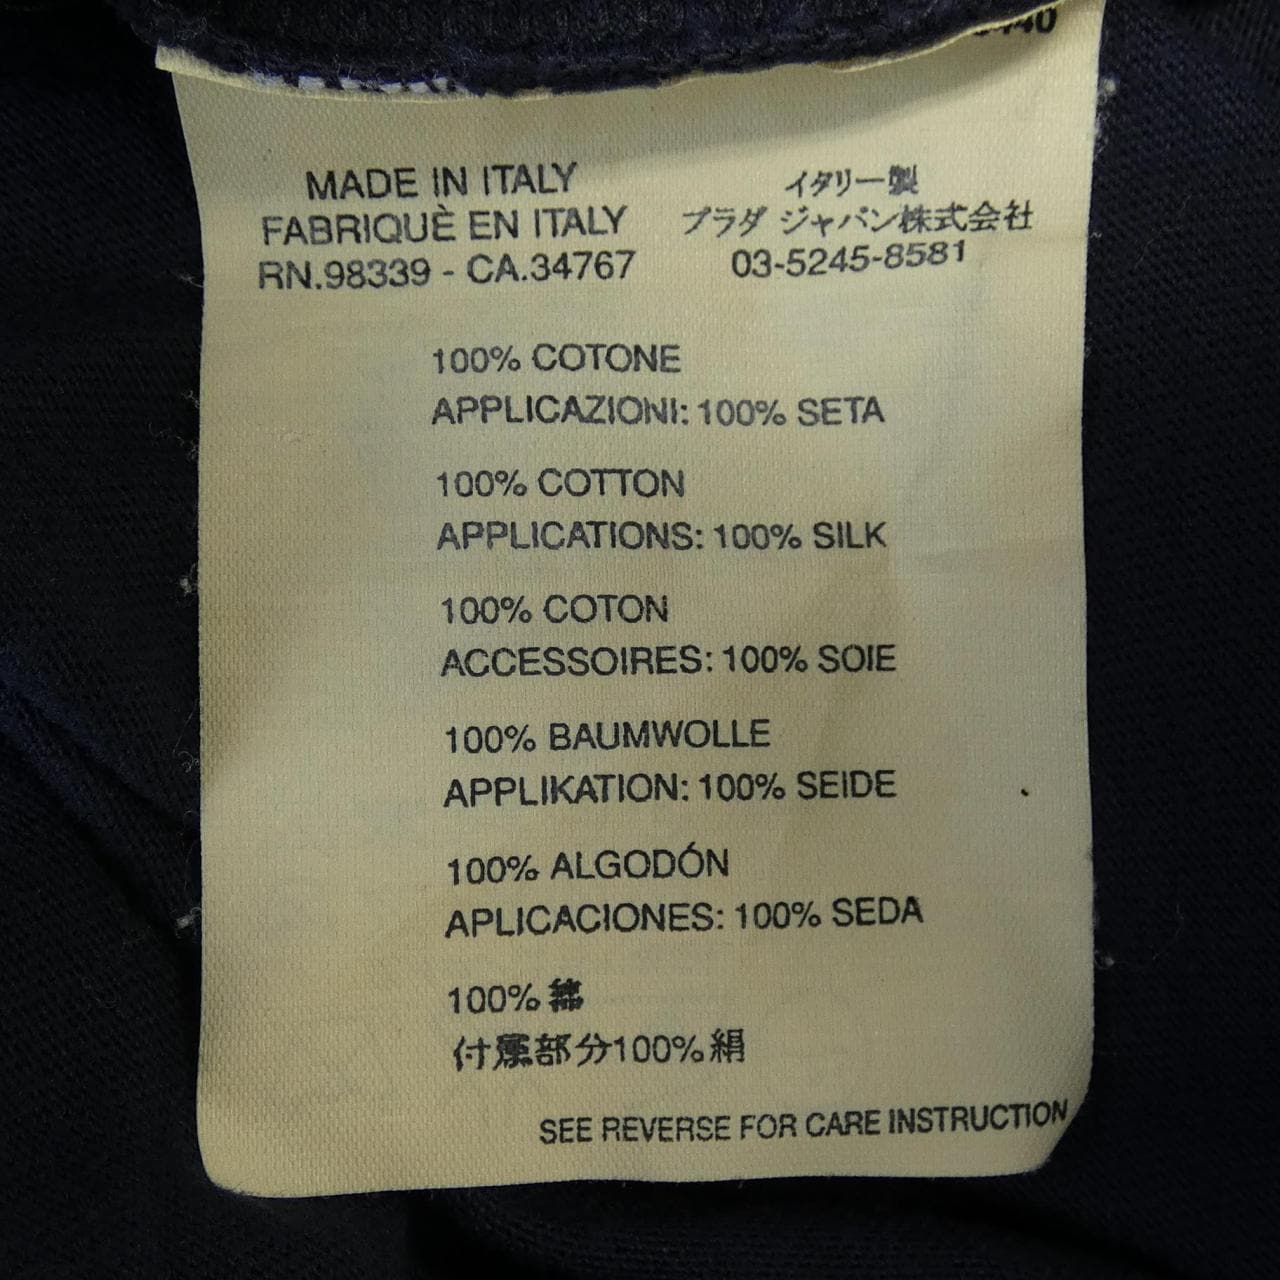 MADE IN ITALY
FABRIQUÈ EN ITALY
RN.98339 - CA.34767
イタリー製
プラダ ジャパン株式会社
03-5245-8581
100% COTONE
APPLICAZIONI: 100% SETA
100% COTTON
APPLICATIONS: 100% SILK
100% COTON
ACCESSOIRES: 100% SOIE
100% BAUMWOLLE
APPLIKATION: 100% SEIDE
100% ALGODÓN
APLICACIONES: 100% SEDA
100% 綿
付属部分100%絹
SEE REVERSE FOR CARE INSTRUCTION